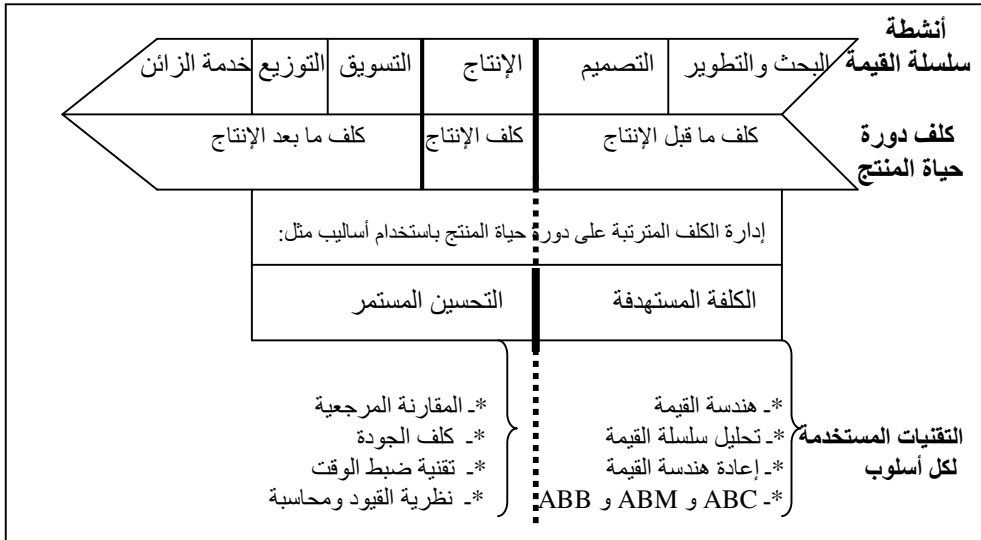 أنشطة
سلسلة القيمة
البحث والتطوير
التصميم
الإنتاج
التسويق
التوزيع
خدمة الزائن
كلف دورة
حياة المنتج
كلف ما قبل الإنتاج
كلف الإنتاج
كلف ما بعد الإنتاج
إدارة الكلف المترتبة على دورة حياة المنتج باستخدام أساليب مثل:
الكلفة المستهدفة
التحسين المستمر
التقنيات المستخدمة
لكل أسلوب
*ـ هندسة القيمة
*ـ تحليل سلسلة القيمة
*ـ إعادة هندسة القيمة
*ـ ABC و ABM و ABB
*ـ المقارنة المرجعية
*ـ كلف الجودة
*ـ تقنية ضبط الوقت
*ـ نظرية القيود ومحاسبة